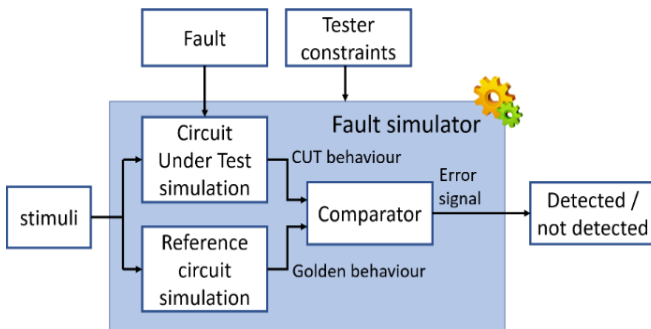 Fault
Tester
constraints
Fault simulator
Circuit
Under Test
simulation
CUT behaviour
Error
signal
stimuli
Comparator
Detected /
not detected
Reference
circuit
simulation
Golden behaviour